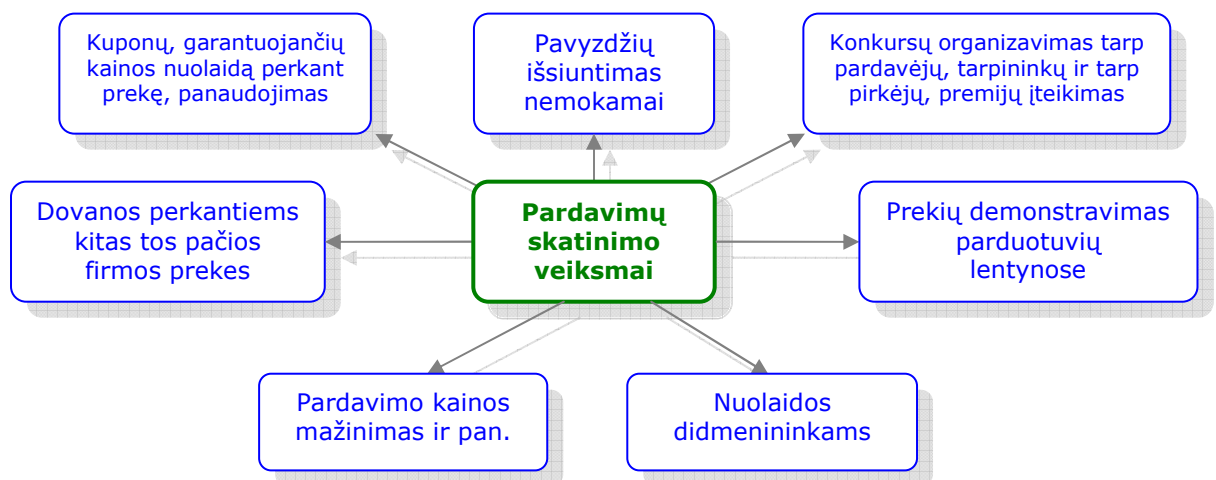 Kuponų, garantuojančių
kainos nuolaidą perkant
prekę, panaudojimas
Pavyzdžių
išsiuntimas
nemokamai
Konkursų organizavimas tarp
pardavėjų, tarpininkų ir tarp
pirkėjų, premijų įteikimas
Dovanos perkantiems
kitas tos pačios
firmos prekes
Pardavimų
skatinimo
veiksmai
Prekių demonstravimas
parduotuvių
lentynose
Pardavimo kainos
mažinimas ir pan.
Nuolaidos
didmenininkams